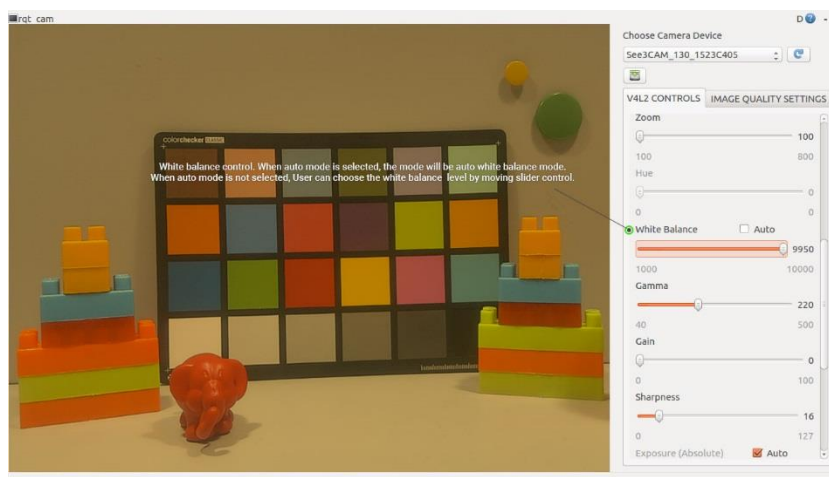 rqt_cam
D
Choose Camera Device
See3CAM_130_1523C405
V4L2 CONTROLS IMAGE QUALITY SETTINGS
Zoom
100
100 800
Hue
0
0 0
White Balance Auto
9950
1000 10000
Gamma
220
40 500
Gain
0
0 100
Sharpness
16
0 127
Exposure (Absolute) Auto
colorchecker CLASSIC
White balance control. When auto mode is selected, the mode will be auto white balance mode.
When auto mode is not selected, User can choose the white balance level by moving slider control.